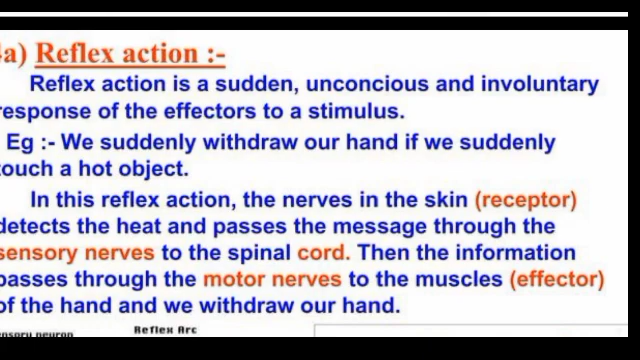 4a) Reflex action :-
Reflex action is a sudden, unconcious and involuntary
response of the effectors to a stimulus.
Eg :- We suddenly withdraw our hand if we suddenly
touch a hot object.
In this reflex action, the nerves in the skin (receptor)
detects the heat and passes the message through the
sensory nerves to the spinal cord. Then the information
passes through the motor nerves to the muscles (effector)
of the hand and we withdraw our hand.
sensory neuron Reflex Arc